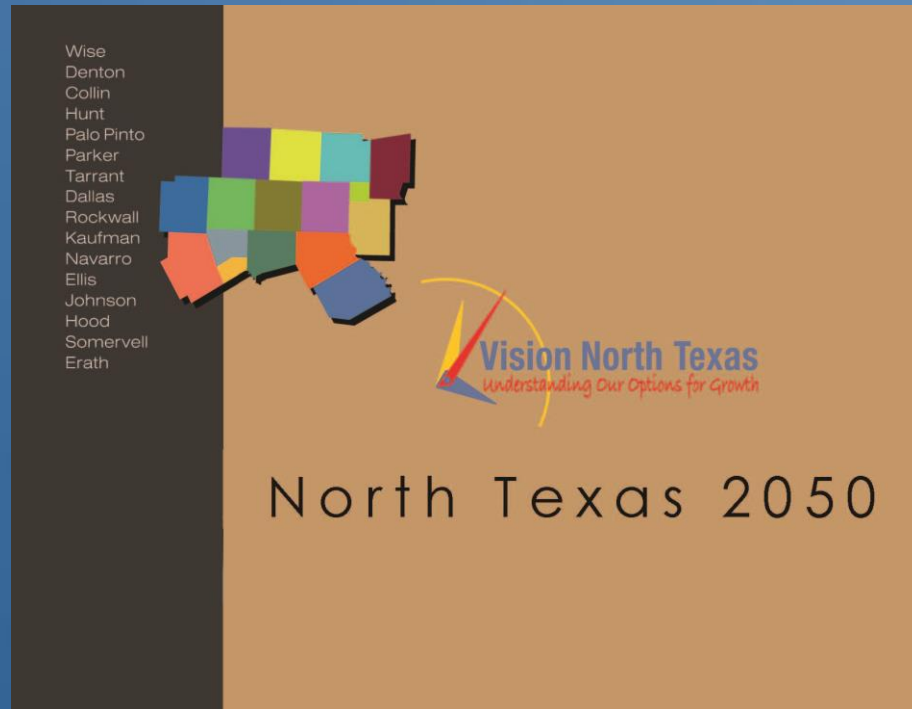 Wise
Denton
Collin
Hunt
Palo Pinto
Parker
Tarrant
Dallas
Rockwall
Kaufman
Navarro
Ellis
Johnson
Hood
Somervell
Erath
Vision North Texas
Understanding Our Options for Growth
North Texas 2050